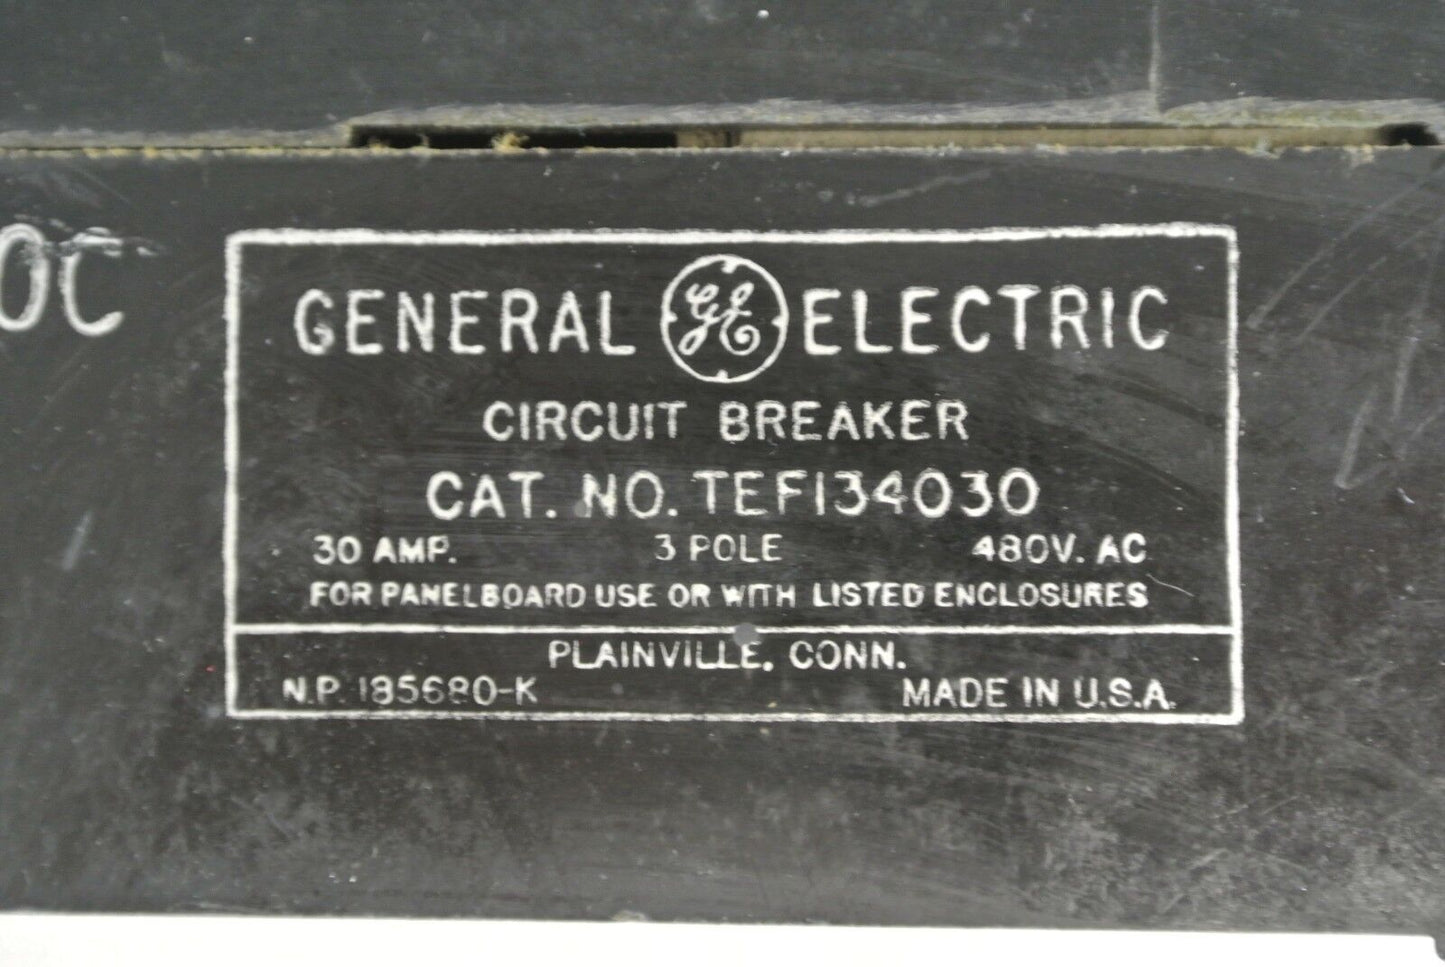 OC
GENERAL GE ELECTRIC
CIRCUIT BREAKER
CAT. NO. TEF134030
30 AMP. 3 POLE 480V. AC
FOR PANELBOARD USE OR WITH LISTED ENCLOSURES
PLAINVILLE, CONN.
N.P. 185680-K MADE IN U.S.A.